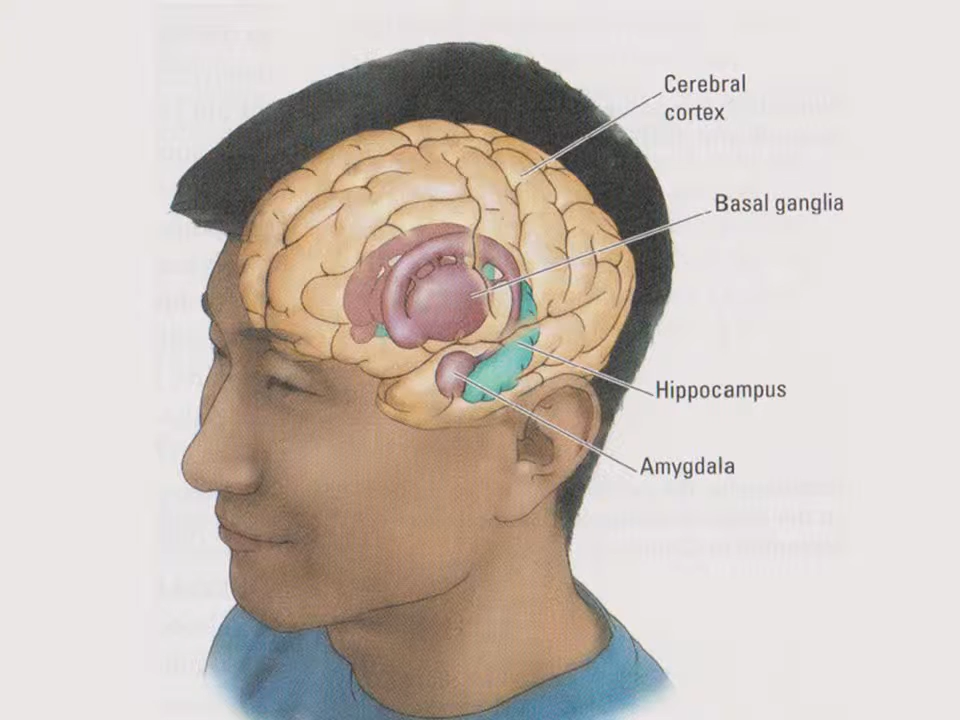 Cerebral
cortex
Basal ganglia
Hippocampus
Amygdala